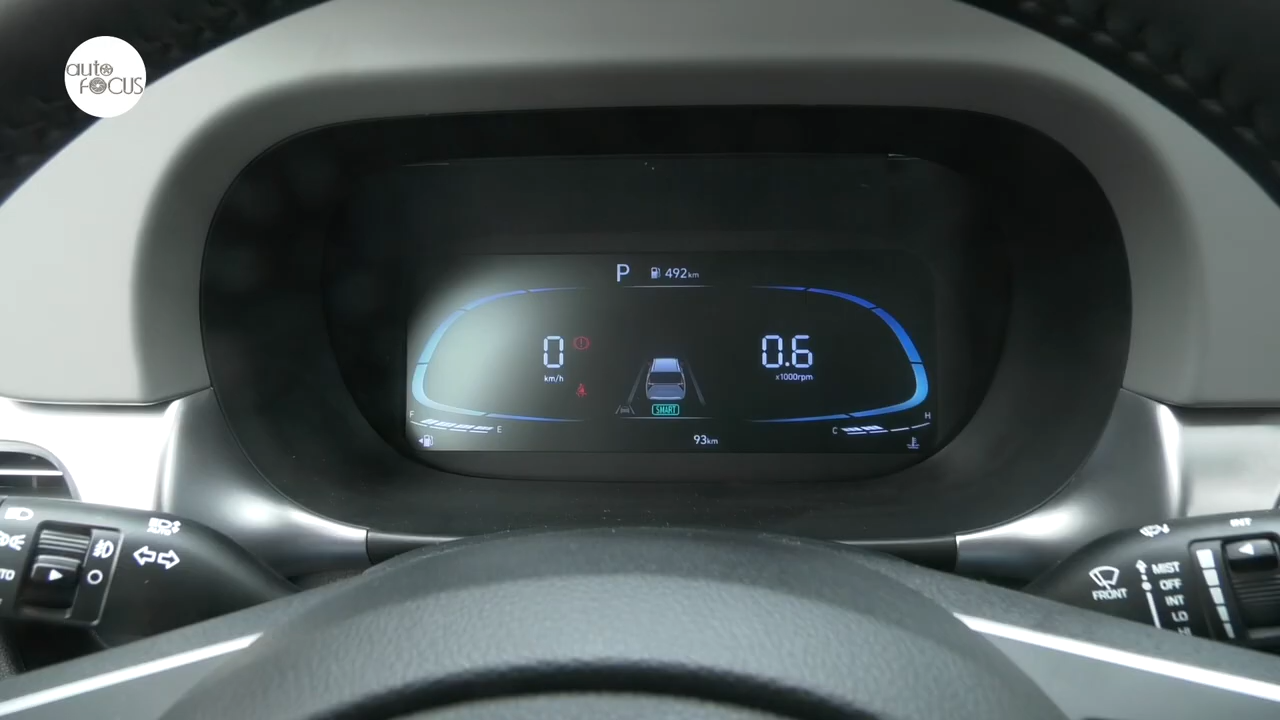 auto
FOCUS
P 492km
0
km/h
0.6
x1000rpm
SMART
F E
C H
93km
AUTO
MIST
OFF
INT
LO
FRONT
INT